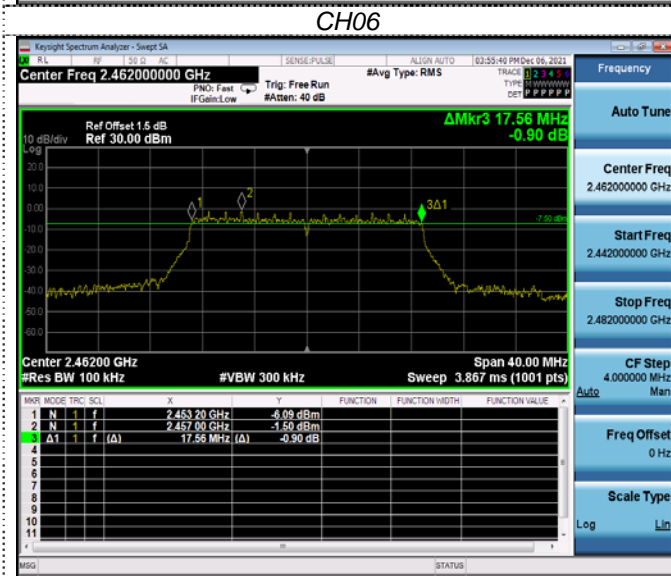 CH06
Keysight Spectrum Analyzer - Swept SA
RL RF 50 Ω AC SENSE:PULSE ALIGN AUTO 03:55:40 PM Dec 06, 2021
Center Freq 2.462000000 GHz
#Avg Type: RMS
TRACE 1 2 3 4 5 6
PNO: Fast
Trig: Free Run
TYPE M WWWWW
IFGain:Low
#Atten: 40 dB
DET P P P P P P
Ref Offset 1.5 dB
ΔMkr3 17.56 MHz
10 dB/div
Ref 30.00 dBm
-0.90 dB
Log
20.0
10.0
0.00
1
2
3Δ1
-7.50 dBm
-10.0
-20.0
-30.0
-40.0
-50.0
-60.0
Center 2.46200 GHz
Span 40.00 MHz
#Res BW 100 kHz
#VBW 300 kHz
Sweep 3.867 ms (1001 pts)
MKR MODE TRC SCL X Y FUNCTION FUNCTION WIDTH FUNCTION VALUE
1 N 1 f 2.453 20 GHz -6.09 dBm
2 N 1 f 2.457 00 GHz -1.50 dBm
3 Δ1 1 f (Δ) 17.56 MHz (Δ) -0.90 dB
4
5
6
7
8
9
10
11
MSG
STATUS
Frequency
Auto Tune
Center Freq
2.462000000 GHz
Start Freq
2.442000000 GHz
Stop Freq
2.482000000 GHz
CF Step
4.000000 MHz
Auto Man
Freq Offset
0 Hz
Scale Type
Log Lin